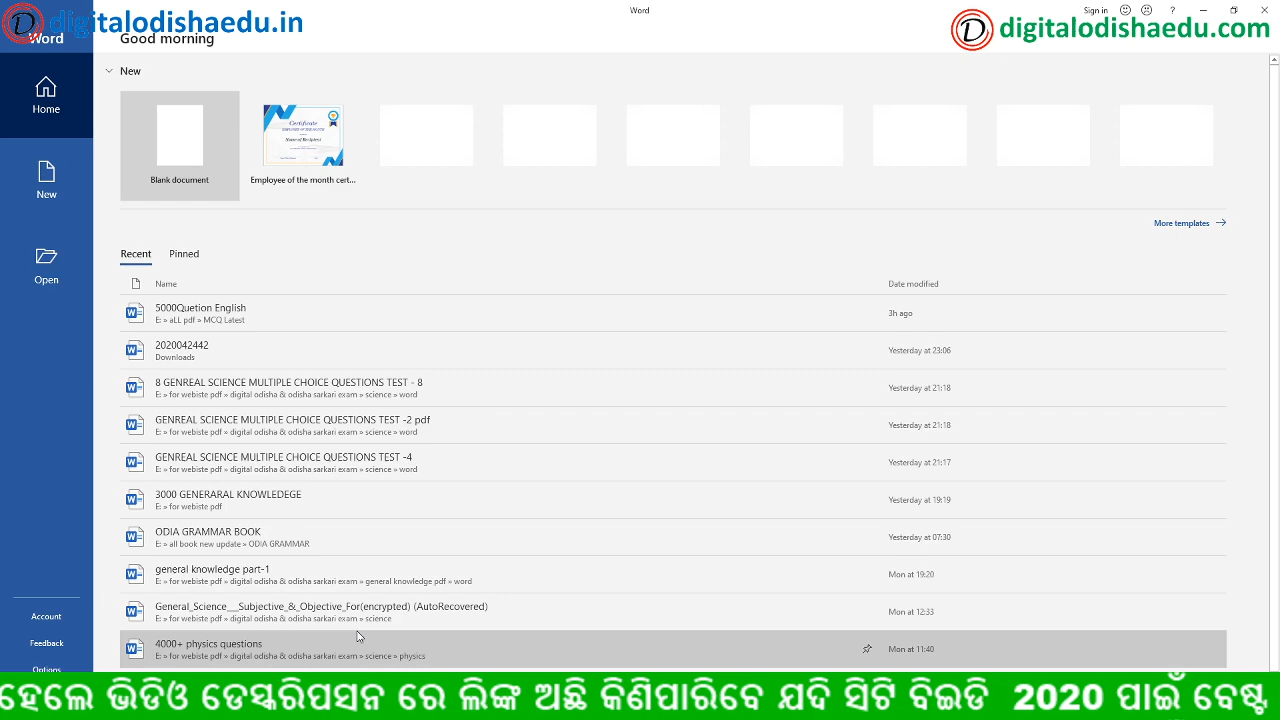 digitalodishaedu.in
Word
Sign in
?
digitalodishaedu.com
Word
Good morning
Home
New
Open
Account
Feedback
Options
New
Certificate
Blank document
Employee of the month cert...
More templates
Recent Pinned
Name Date modified
5000Quetion English
E: » aLL pdf » MCQ Latest
3h ago
2020042442
Downloads
Yesterday at 23:06
8 GENREAL SCIENCE MULTIPLE CHOICE QUESTIONS TEST - 8
E: » for webiste pdf » digital odisha & odisha sarkari exam » science » word
Yesterday at 21:18
GENREAL SCIENCE MULTIPLE CHOICE QUESTIONS TEST -2 pdf
E: » for webiste pdf » digital odisha & odisha sarkari exam » science » word
Yesterday at 21:18
GENREAL SCIENCE MULTIPLE CHOICE QUESTIONS TEST -4
E: » for webiste pdf » digital odisha & odisha sarkari exam » science » word
Yesterday at 21:17
3000 GENERARAL KNOWLEDEGE
E: » for webiste pdf
Yesterday at 19:19
ODIA GRAMMAR BOOK
E: » all book new update » ODIA GRAMMAR
Yesterday at 07:30
general knowledge part-1
E: » for webiste pdf » digital odisha & odisha sarkari exam » general knowledge pdf » word
Mon at 19:20
General_Science__Subjective_&_Objective_For(encrypted) (AutoRecovered)
E: » for webiste pdf » digital odisha & odisha sarkari exam » science
Mon at 12:33
4000+ physics questions
E: » for webiste pdf » digital odisha & odisha sarkari exam » science » physics
Mon at 11:40
ହେଲେ ଭିଡିଓ ଡେସ୍କରିପସନ ରେ ଲିଙ୍କ ଅଛି କିଣିପାରିବେ ଯଦି ସିଟି ବିଇଡି 2020 ପାଇଁ ବେଷ୍ଟ